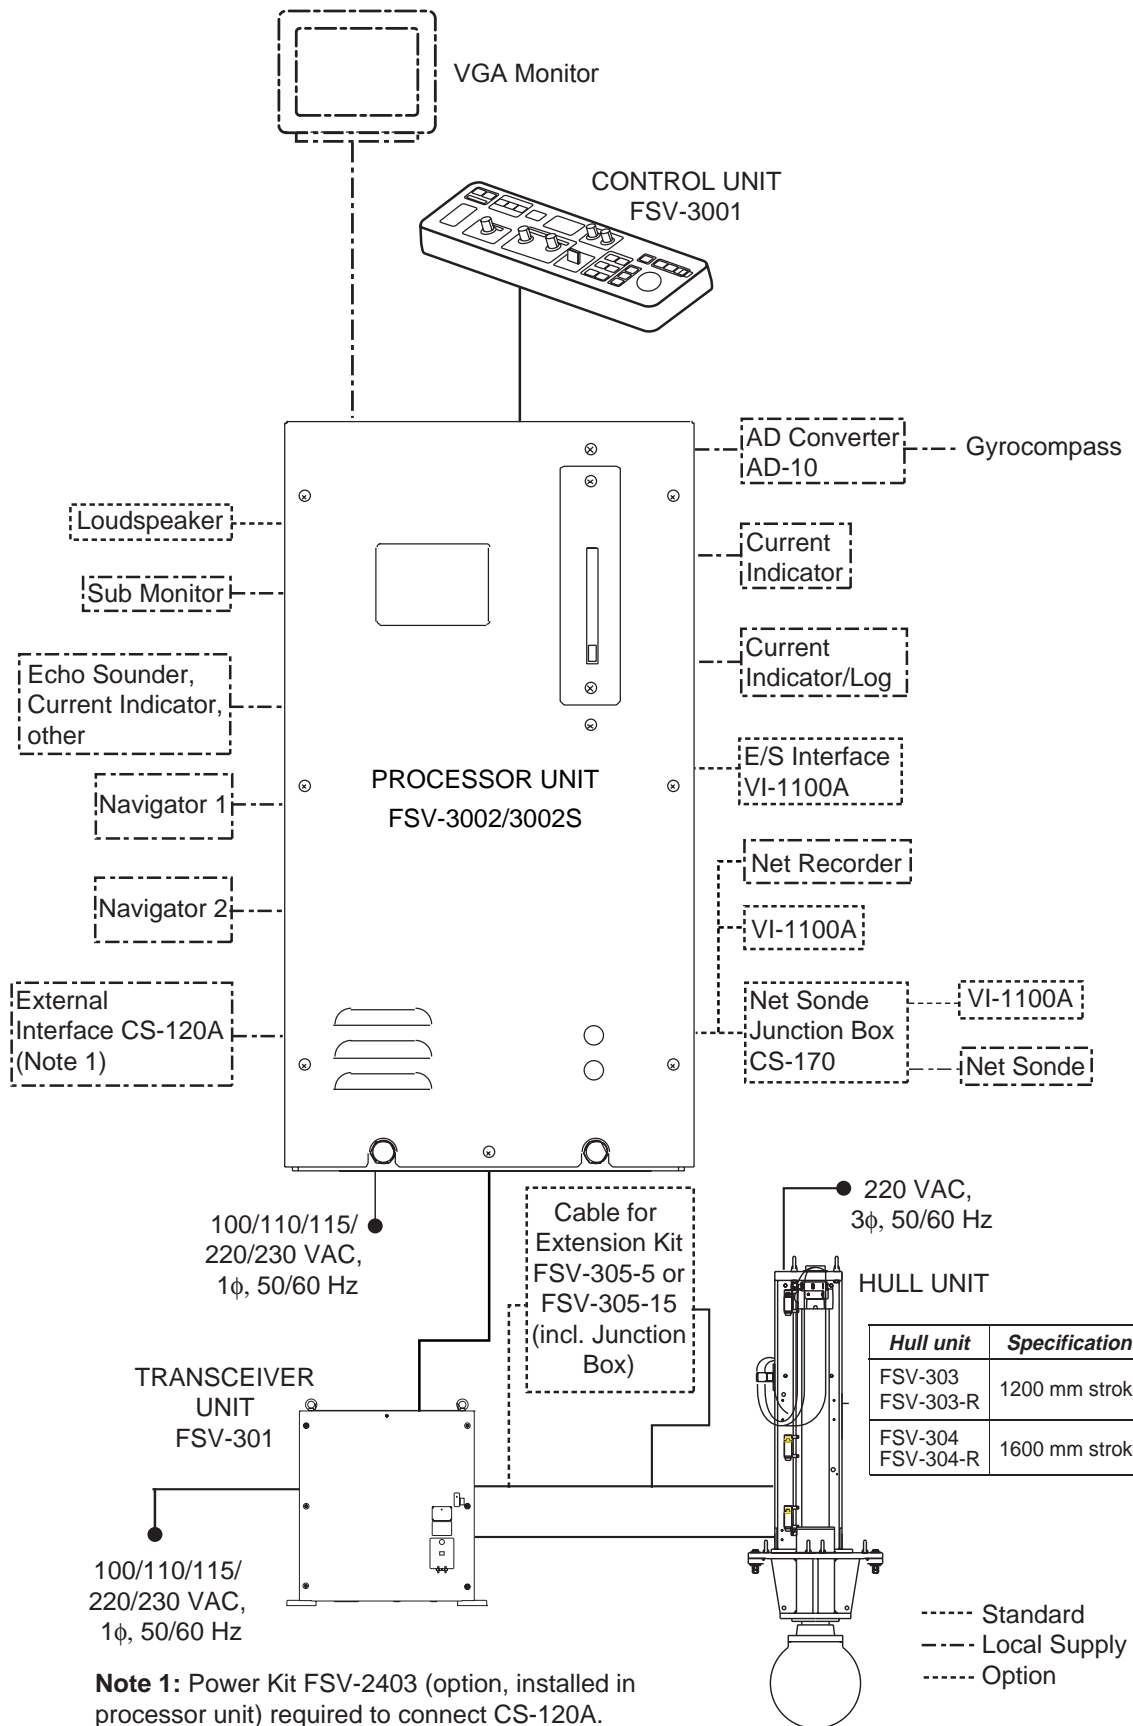 VGA Monitor
CONTROL UNIT
FSV-3001
AD Converter
AD-10
Gyrocompass
Loudspeaker
Current
Indicator
Sub Monitor
Echo Sounder,
Current Indicator,
other
Current
Indicator/Log
PROCESSOR UNIT
FSV-3002/3002S
E/S Interface
VI-1100A
Navigator 1
Net Recorder
Navigator 2
VI-1100A
External
Interface CS-120A
(Note 1)
Net Sonde
Junction Box
CS-170
VI-1100A
Net Sonde
100/110/115/
220/230 VAC,
1ϕ, 50/60 Hz
Cable for
Extension Kit
FSV-305-5 or
FSV-305-15
(incl. Junction
Box)
220 VAC,
3ϕ, 50/60 Hz
HULL UNIT
Hull unit Specification
FSV-303
FSV-303-R
1200 mm strok
FSV-304
FSV-304-R
1600 mm strok
TRANSCEIVER
UNIT
FSV-301
100/110/115/
220/230 VAC,
1ϕ, 50/60 Hz
Standard
Local Supply
Option
Note 1: Power Kit FSV-2403 (option, installed in
processor unit) required to connect CS-120A.